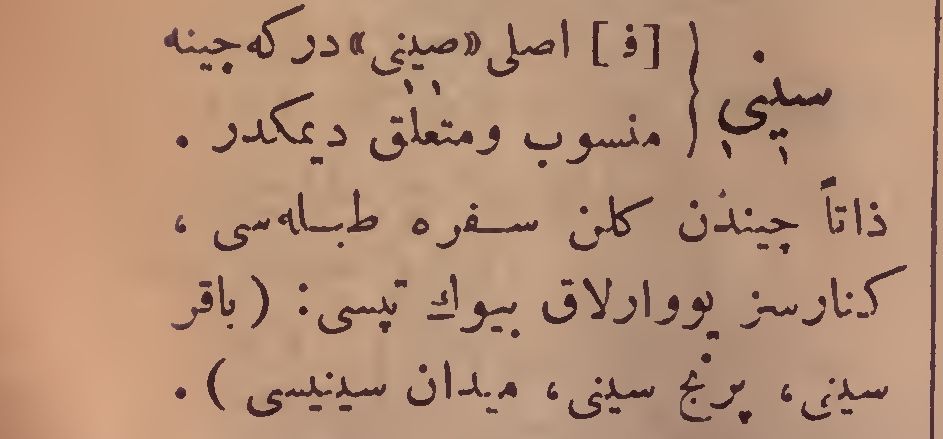 سینی } [ف] اصلی «صینی» در که چینه
منسوب ومتعلق دیمکدر .
ذاتاً چیندن کلن سفره طبله‌سی ،
کنارسز یووارلاق بیوك تپسی : ( باقر
سینی ، پرنج سینی ، میدان سینیسی ) .